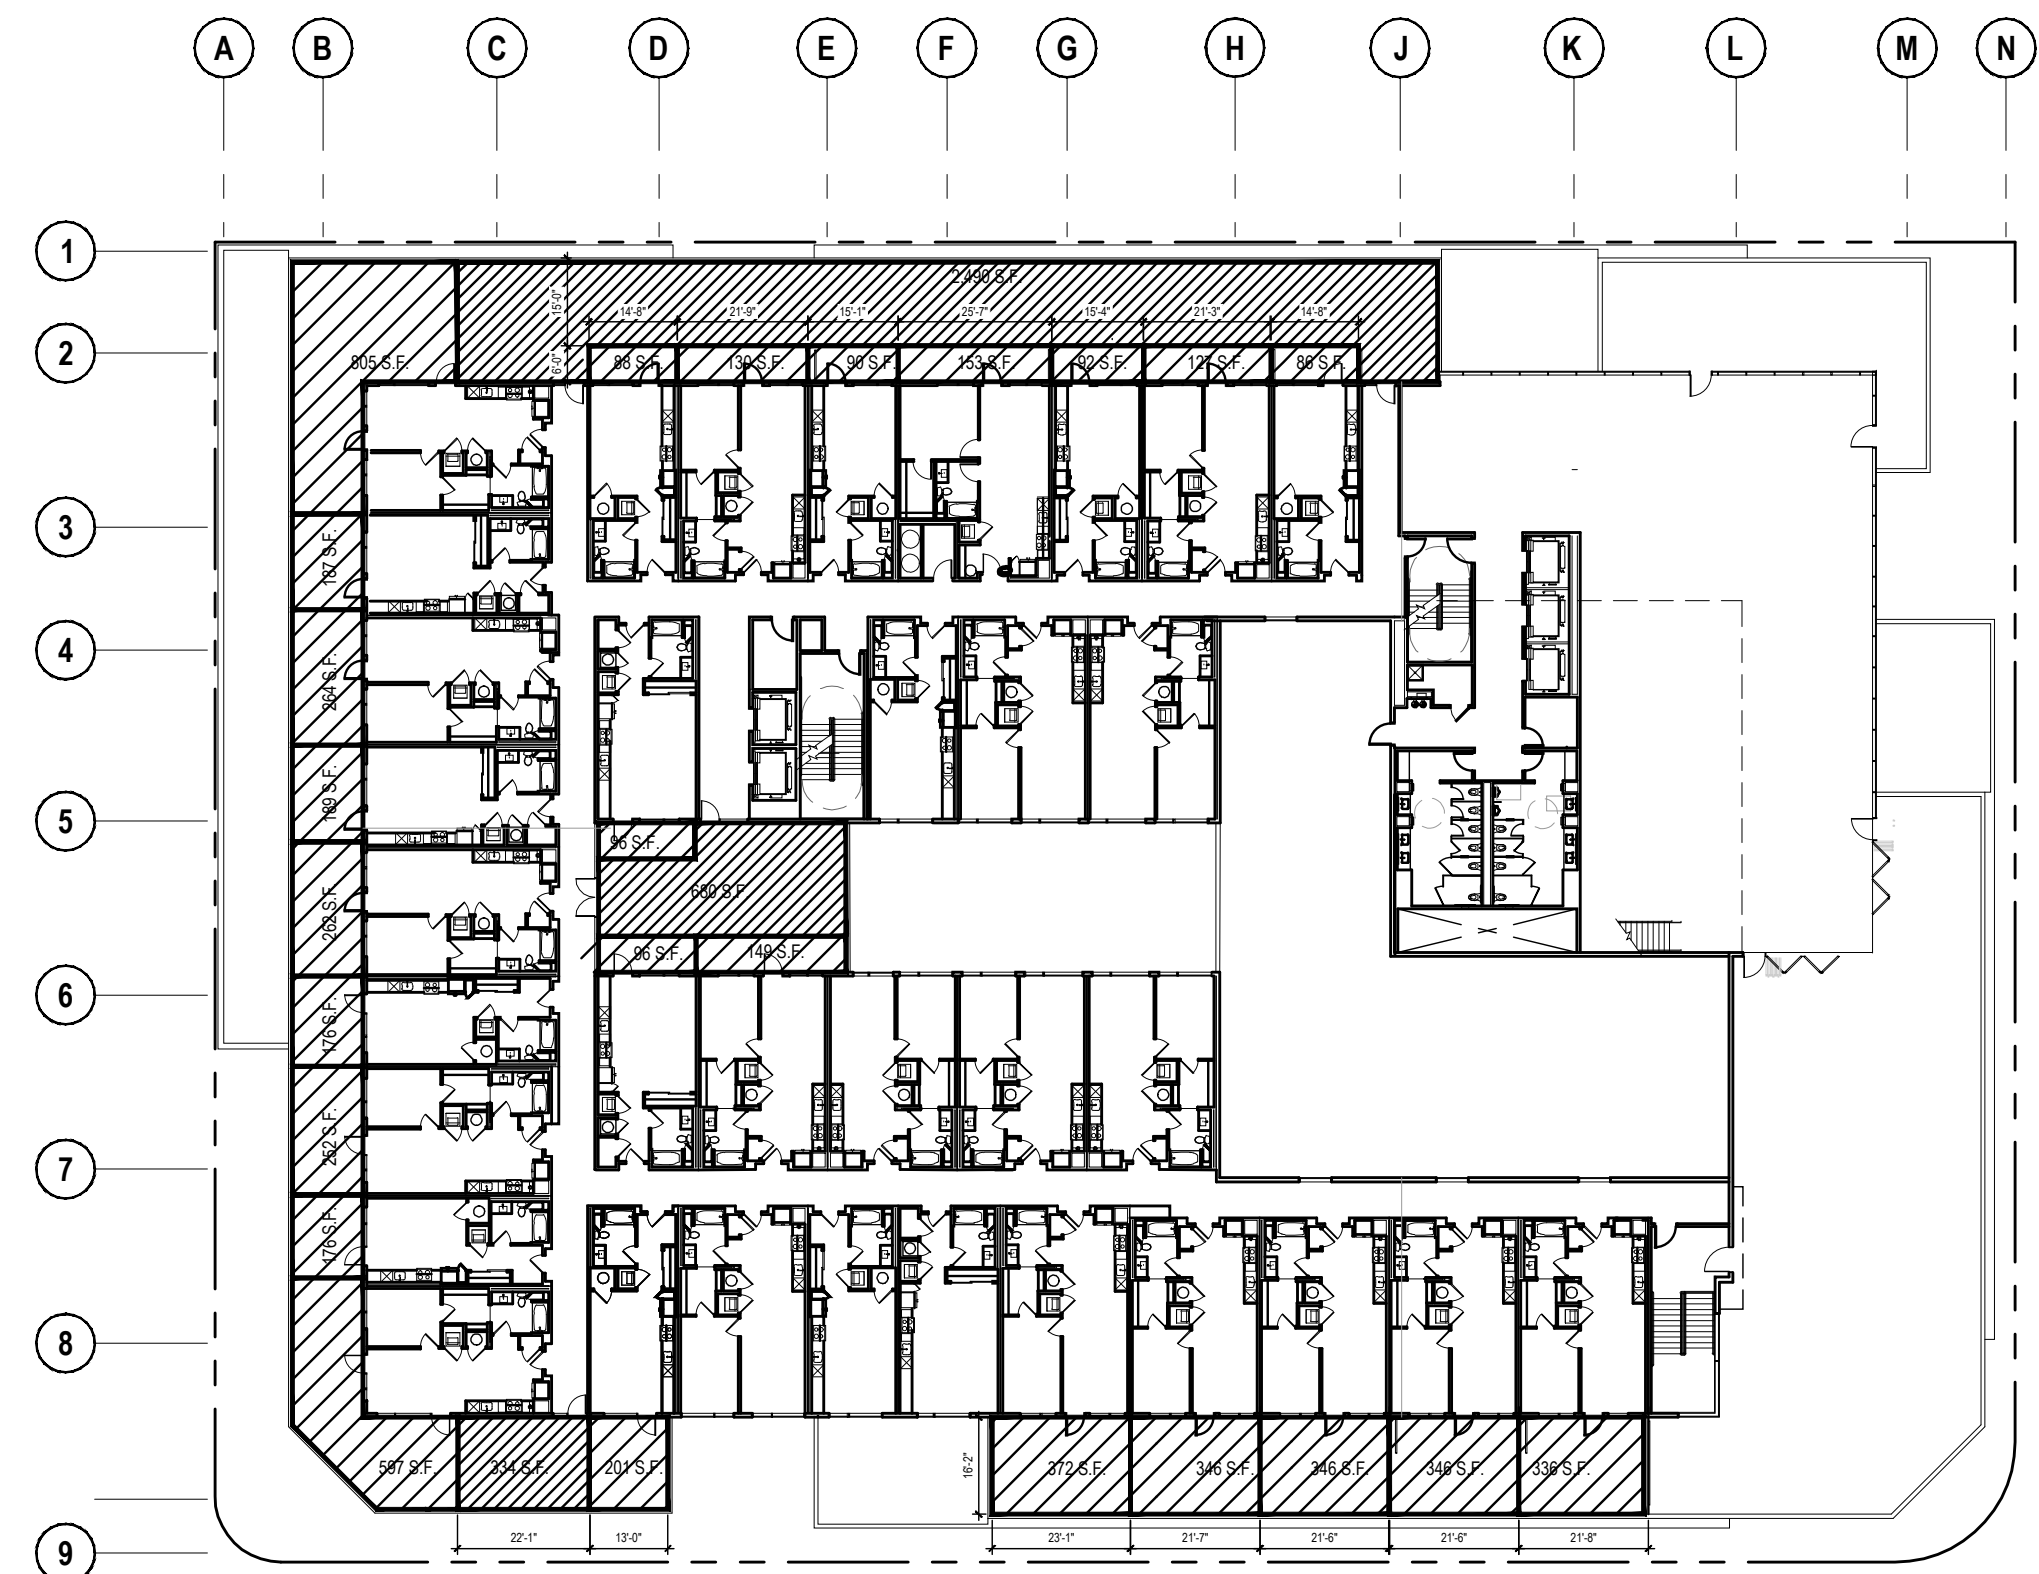 A B C D E F G H J K L M N
1
2,490 S.F.
15'-0"
14'-8" 21'-9" 15'-1" 25'-7" 15'-4" 21'-3" 14'-8"
2
6'-0"
805 S.F. 88 S.F. 130 S.F. 90 S.F. 153 S.F. 92 S.F. 127 S.F. 86 S.F.
3
187 S.F.
4
264 S.F.
189 S.F.
5
96 S.F.
680 S.F.
262 S.F.
96 S.F. 149 S.F.
6
176 S.F.
252 S.F.
7
176 S.F.
8
597 S.F. 334 S.F. 201 S.F. 372 S.F. 346 S.F. 346 S.F. 346 S.F. 336 S.F.
16'-2"
22'-1" 13'-0" 23'-1" 21'-7" 21'-6" 21'-6" 21'-8"
9